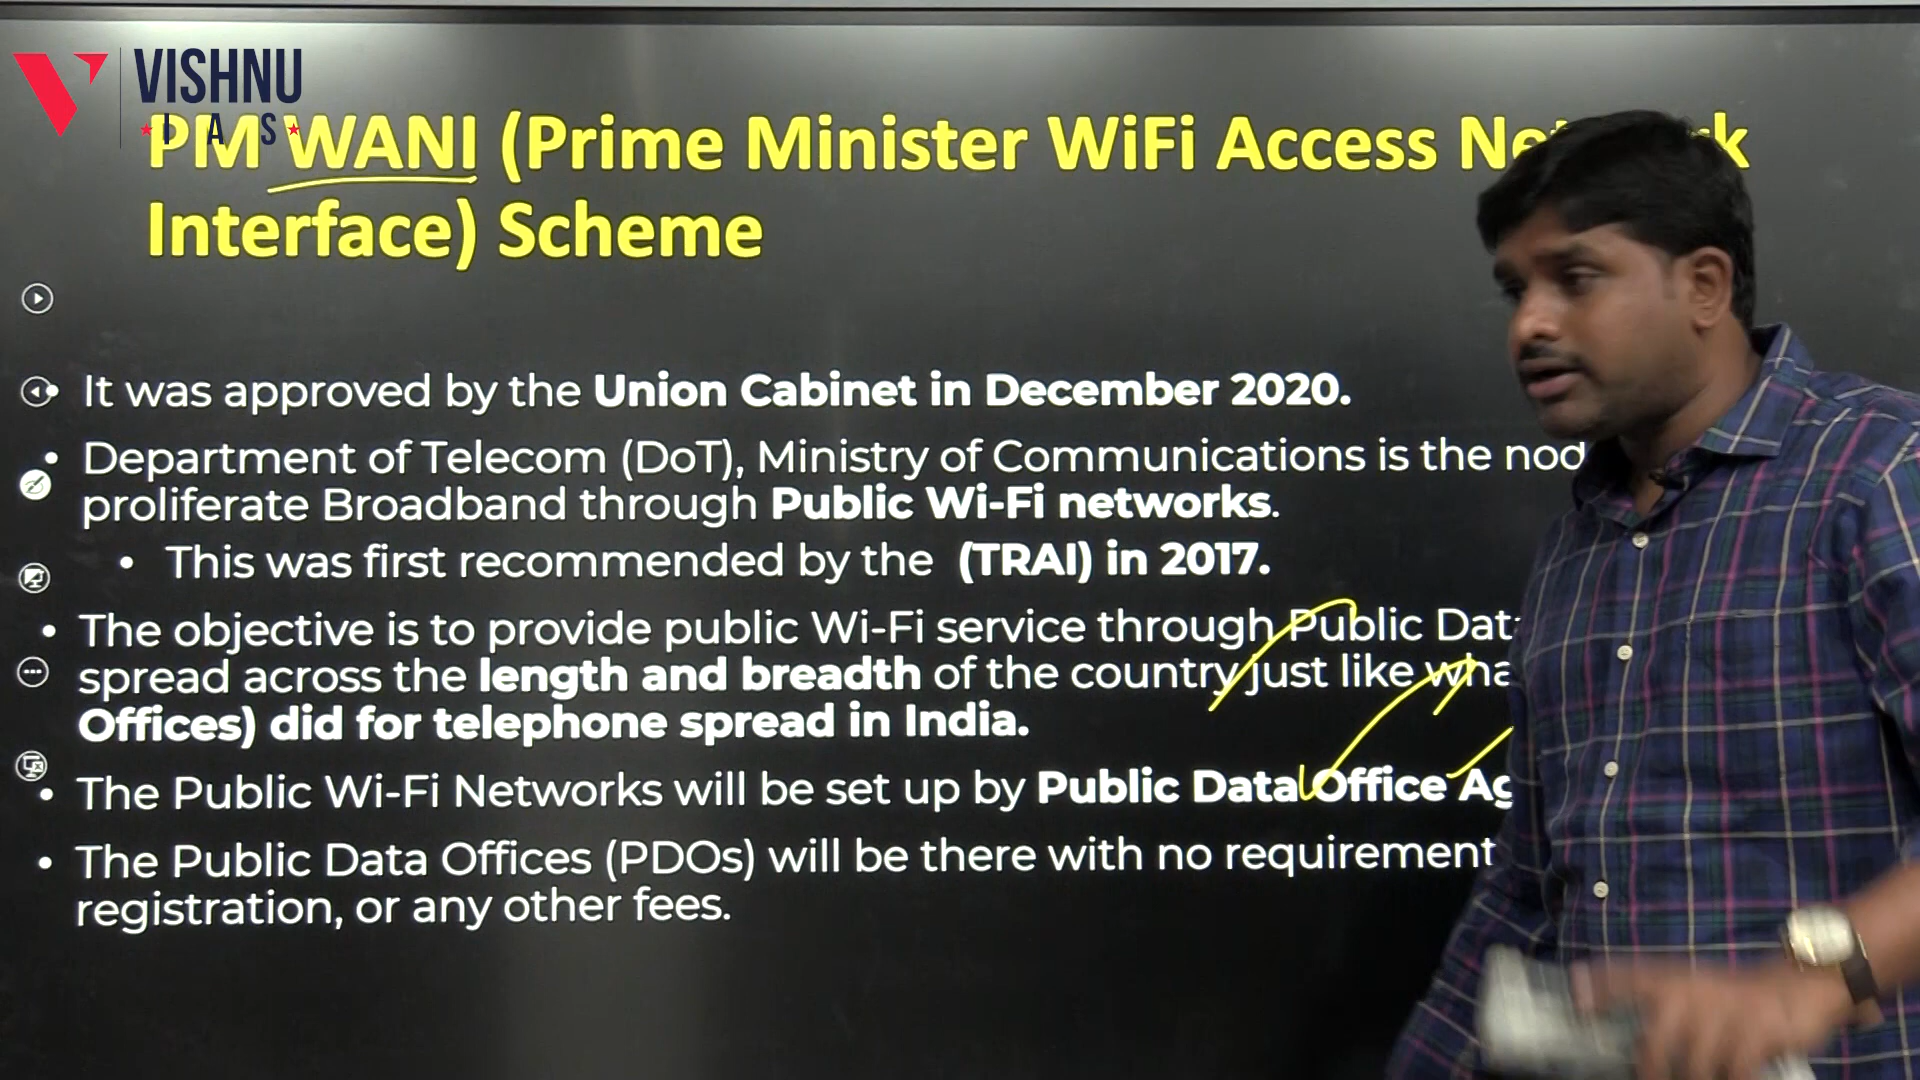 VISHNU
IAS
PM WANI (Prime Minister WiFi Access
Interface) Scheme
• It was approved by the Union Cabinet in December 2020.
• Department of Telecom (DoT), Ministry of Communications is the
proliferate Broadband through Public Wi-Fi networks.
• This was first recommended by the (TRAI) in 2017.
• The objective is to provide public Wi-Fi service through Public
spread across the length and breadth of the country just like
Offices) did for telephone spread in India.
• The Public Wi-Fi Networks will be set up by Public Data Office
• The Public Data Offices (PDOs) will be there with no requirement
registration, or any other fees.